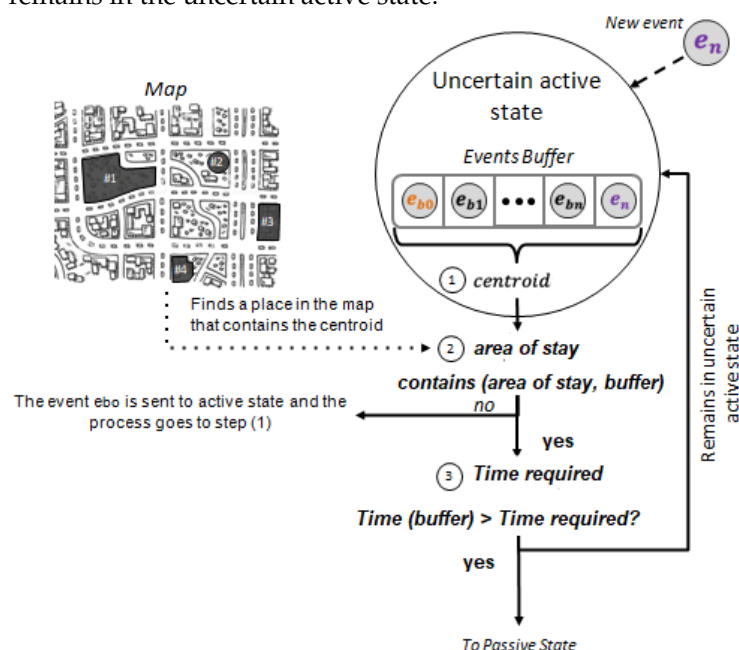 remains in the uncertain active state.
New event
e_n
Map
Uncertain active
state
#1
#2
#3
#4
Events Buffer
e_b0 e_b1 ••• e_bn e_n
1 centroid
Finds a place in the map
that contains the centroid
2 area of stay
contains (area of stay, buffer)
no
The event ebo is sent to active state and the
process goes to step (1)
yes
3 Time required
Time (buffer) > Time required?
yes
Remains in uncertain
active state
To Passive State